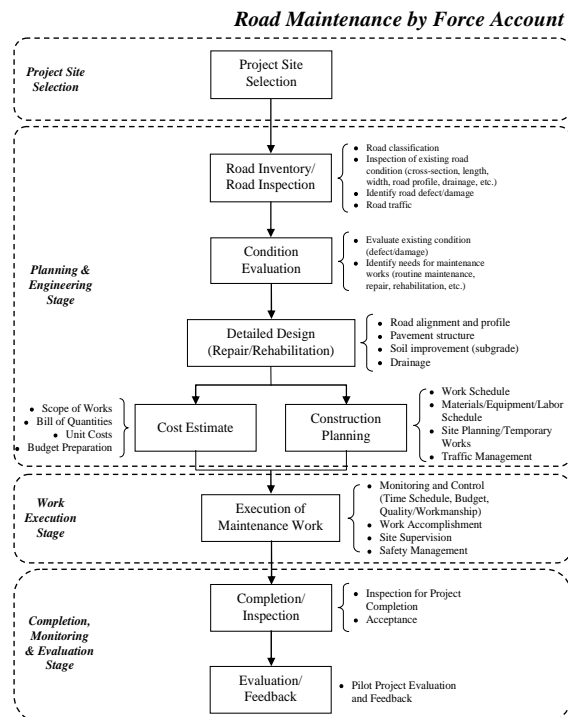 Road Maintenance by Force Account
Project Site
Selection
Project Site
Selection
Planning &
Engineering
Stage
Road Inventory/
Road Inspection
• Road classification
• Inspection of existing road
condition (cross-section, length,
width, road profile, drainage, etc.)
• Identify road defect/damage
• Road traffic
Condition
Evaluation
• Evaluate existing condition
(defect/damage)
• Identify needs for maintenance
works (routine maintenance,
repair, rehabilitation, etc.)
Detailed Design
(Repair/Rehabilitation)
• Road alignment and profile
• Pavement structure
• Soil improvement (subgrade)
• Drainage
• Scope of Works
• Bill of Quantities
• Unit Costs
• Budget Preparation
Cost Estimate
Construction
Planning
• Work Schedule
• Materials/Equipment/Labor
Schedule
• Site Planning/Temporary
Works
• Traffic Management
Work
Execution
Stage
Execution of
Maintenance Work
• Monitoring and Control
(Time Schedule, Budget,
Quality/Workmanship)
• Work Accomplishment
• Site Supervision
• Safety Management
Completion,
Monitoring
& Evaluation
Stage
Completion/
Inspection
• Inspection for Project
Completion
• Acceptance
Evaluation/
Feedback
• Pilot Project Evaluation
and Feedback